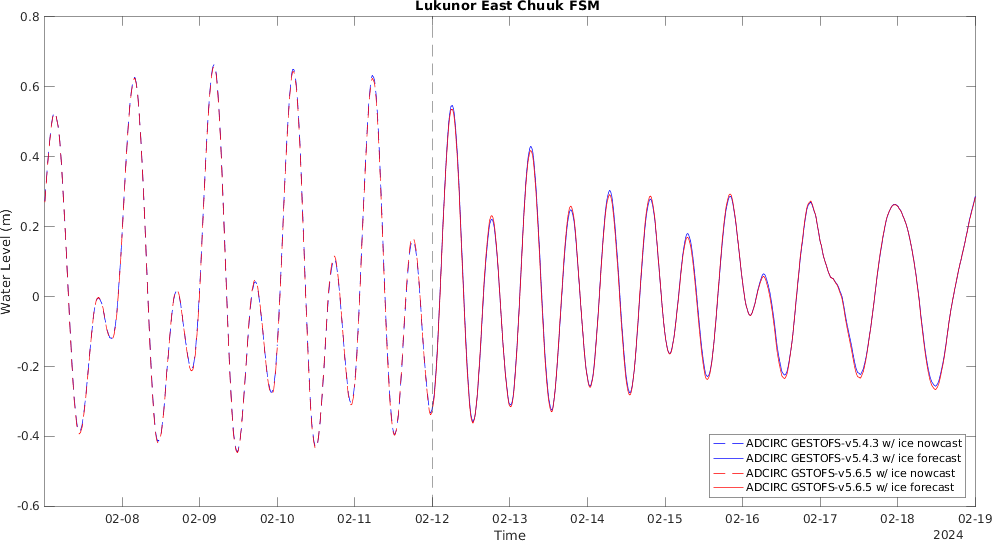 Lukunor East Chuuk FSM
0.8
0.6
0.4
0.2
0
-0.2
-0.4
-0.6
Water Level (m)
ADCIRC GESTOFS-v5.4.3 w/ ice nowcast
ADCIRC GESTOFS-v5.4.3 w/ ice forecast
ADCIRC GSTOFS-v5.6.5 w/ ice nowcast
ADCIRC GSTOFS-v5.6.5 w/ ice forecast
02-08 02-09 02-10 02-11 02-12 02-13 02-14 02-15 02-16 02-17 02-18 02-19
Time
2024